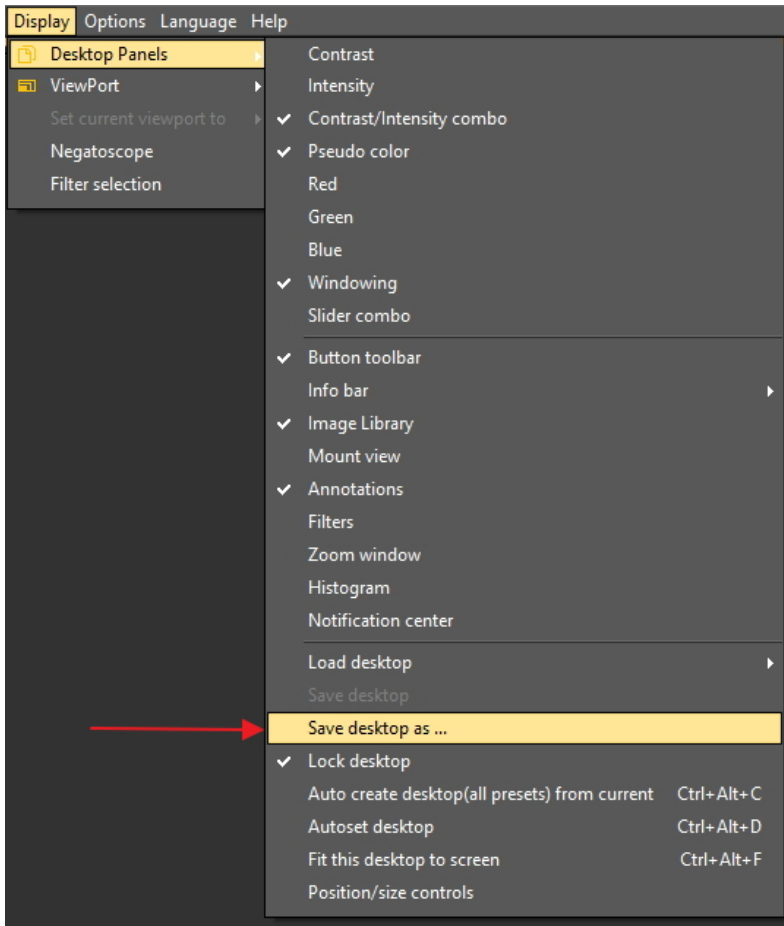 Display Options Language Help
Desktop Panels
ViewPort
Set current viewport to
Negatoscope
Filter selection
Contrast
Intensity
Contrast/Intensity combo
Pseudo color
Red
Green
Blue
Windowing
Slider combo
Button toolbar
Info bar
Image Library
Mount view
Annotations
Filters
Zoom window
Histogram
Notification center
Load desktop
Save desktop
Save desktop as ...
Lock desktop
Auto create desktop(all presets) from current Ctrl+Alt+C
Autoset desktop Ctrl+Alt+D
Fit this desktop to screen Ctrl+Alt+F
Position/size controls